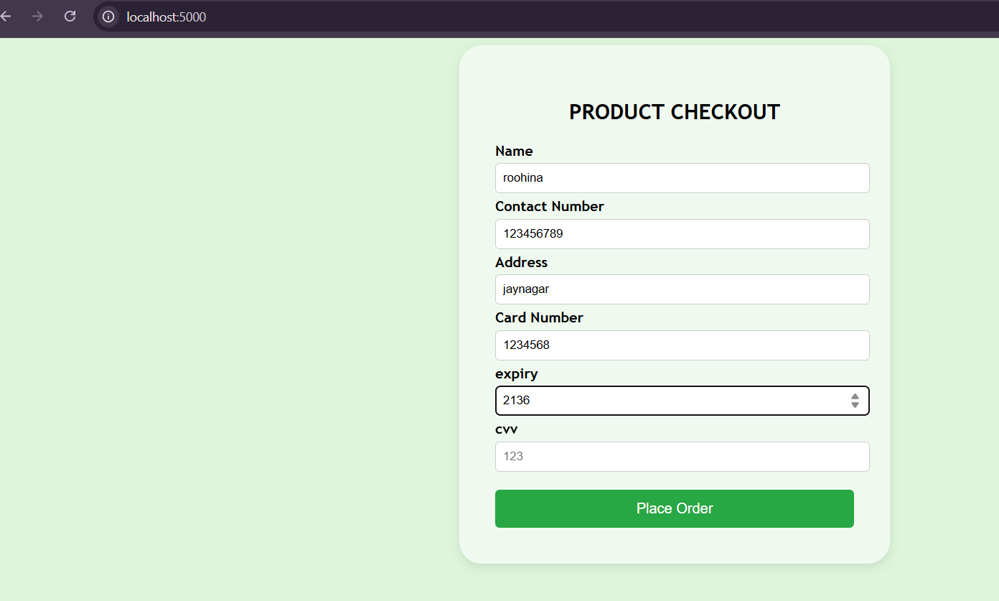 localhost:5000
PRODUCT CHECKOUT
Name
roohina
Contact Number
123456789
Address
jaynagar
Card Number
1234568
expiry
2136
cvv
123
Place Order